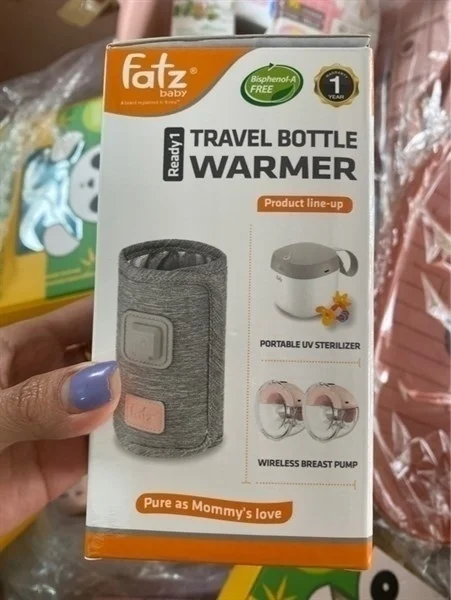 Fatz®
baby
Bisphenol-A
FREE
1
YEAR
Ready1
TRAVEL BOTTLE
WARMER
Product line-up
PORTABLE UV STERILIZER
WIRELESS BREAST PUMP
Fatz
Pure as Mommy's love